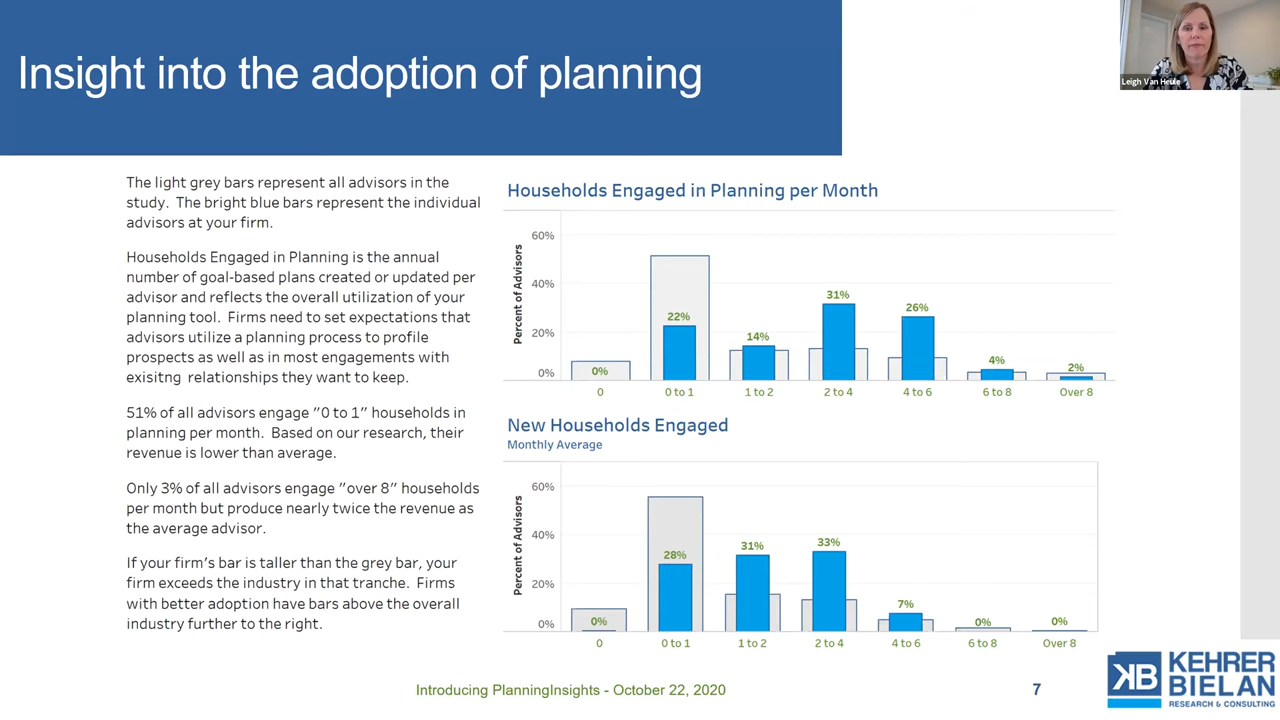 Insight into the adoption of planning
Leigh Van Heule
The light grey bars represent all advisors in the
study. The bright blue bars represent the individual
advisors at your firm.
Households Engaged in Planning is the annual
number of goal-based plans created or updated per
advisor and reflects the overall utilization of your
planning tool. Firms need to set expectations that
advisors utilize a planning process to profile
prospects as well as in most engagements with
exisitng relationships they want to keep.
51% of all advisors engage "0 to 1" households in
planning per month. Based on our research, their
revenue is lower than average.
Only 3% of all advisors engage "over 8" households
per month but produce nearly twice the revenue as
the average advisor.
If your firm's bar is taller than the grey bar, your
firm exceeds the industry in that tranche. Firms
with better adoption have bars above the overall
industry further to the right.
Households Engaged in Planning per Month
Percent of Advisors
60%
40%
20%
0%
0% 22% 14% 31% 26% 4% 2%
0 0 to 1 1 to 2 2 to 4 4 to 6 6 to 8 Over 8
New Households Engaged
Monthly Average
Percent of Advisors
60%
40%
20%
0%
0% 28% 31% 33% 7% 0% 0%
0 0 to 1 1 to 2 2 to 4 4 to 6 6 to 8 Over 8
Introducing PlanningInsights - October 22, 2020
7
KB
KEHRER
BIELAN
RESEARCH & CONSULTING